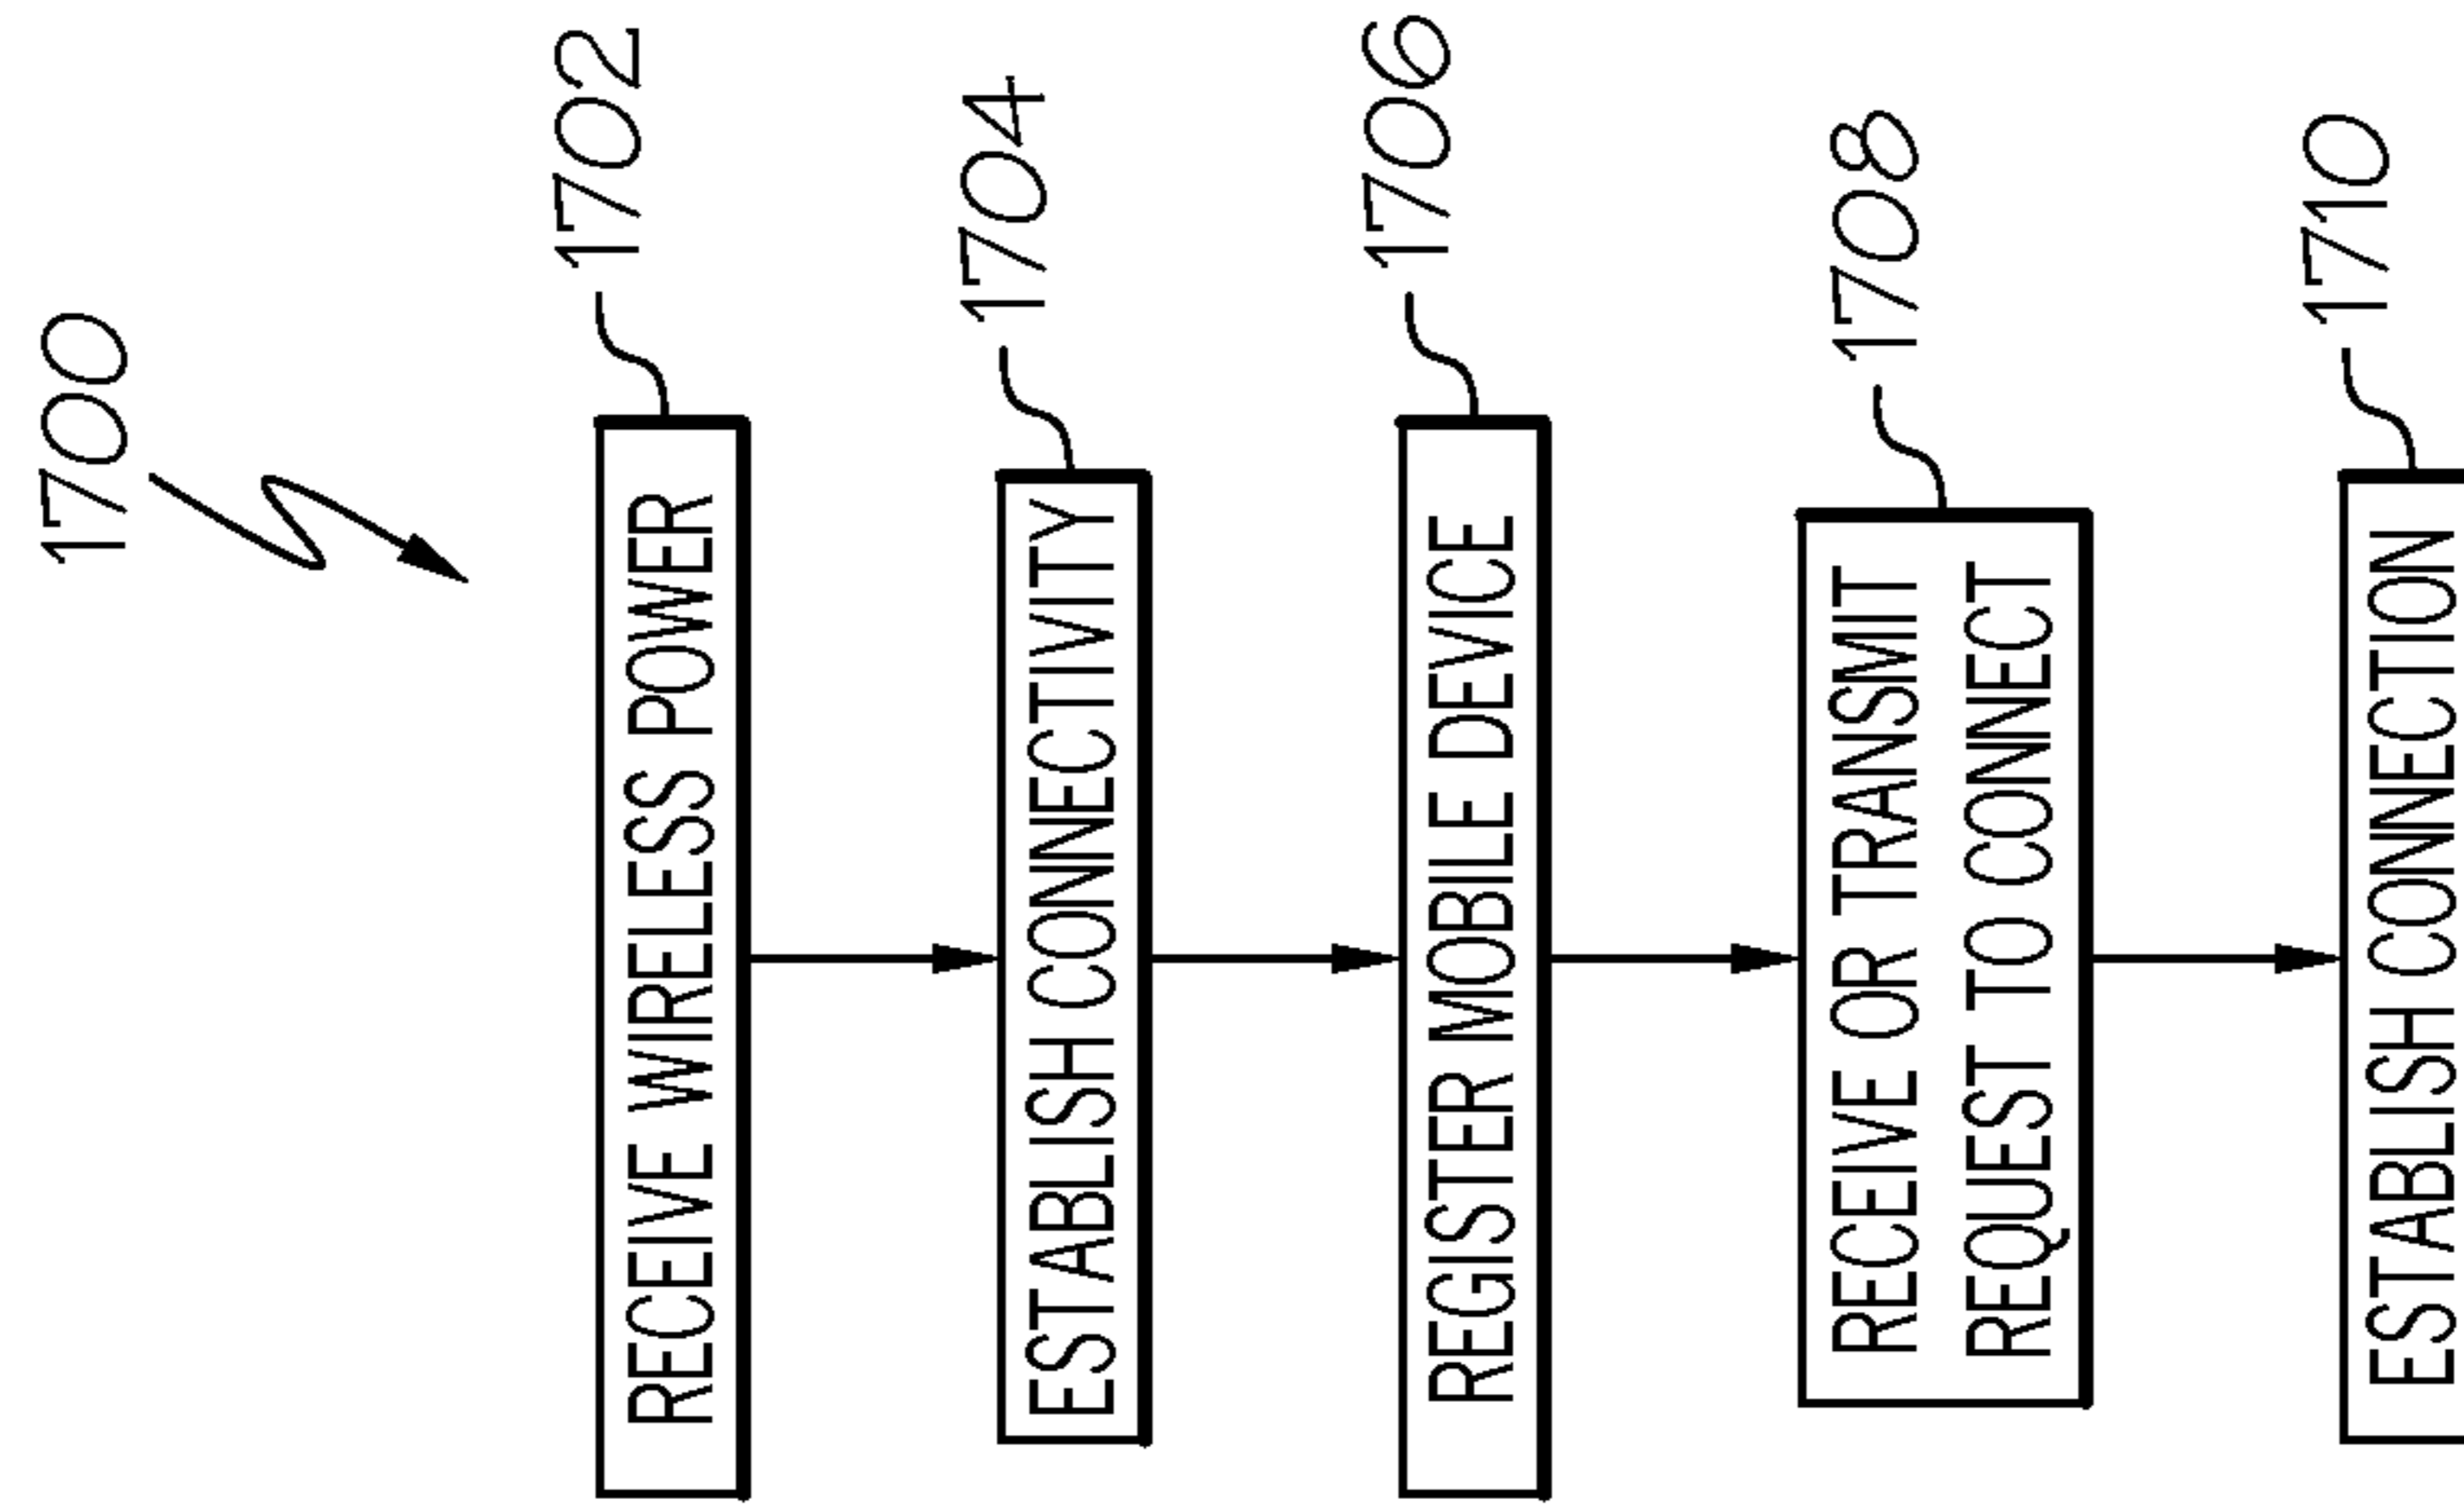 1700
RECEIVE WIRELESS POWER
1702
ESTABLISH CONNECTIVITY
1704
REGISTER MOBILE DEVICE
1706
RECEIVE OR TRANSMIT
REQUEST TO CONNECT
1708
ESTABLISH CONNECTION
1710